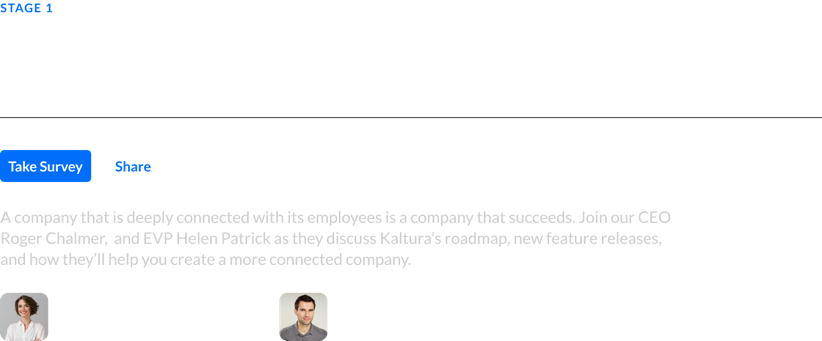 STAGE 1
Take Survey
Share
A company that is deeply connected with its employees is a company that succeeds. Join our CEO
Roger Chalmer,  and EVP Helen Patrick as they discuss Kaltura's roadmap, new feature releases,
and how they’ll help you create a more connected company.